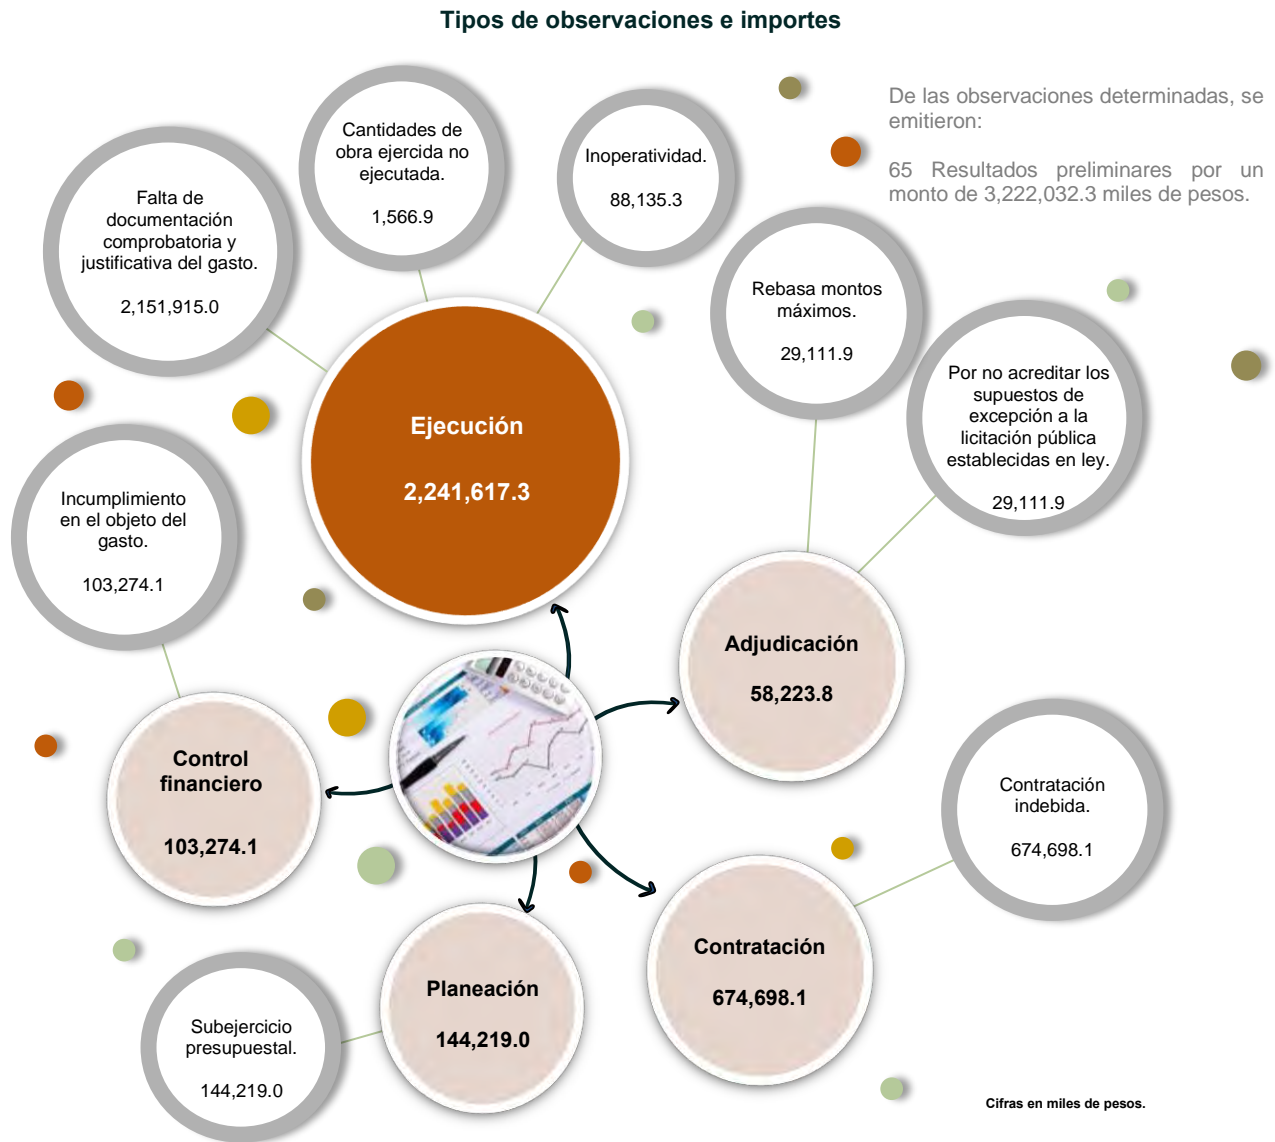 Tipos de observaciones e importes
De las observaciones determinadas, se
emitieron:
65 Resultados preliminares por un
monto de 3,222,032.3 miles de pesos.
Cantidades de
obra ejercida no
ejecutada.
1,566.9
Inoperatividad.
88,135.3
Falta de
documentación
comprobatoria y
justificativa del gasto.
2,151,915.0
Rebasa montos
máximos.
29,111.9
Por no acreditar los
supuestos de
excepción a la
licitación pública
establecidas en ley.
29,111.9
Ejecución
2,241,617.3
Incumplimiento
en el objeto del
gasto.
103,274.1
Adjudicación
58,223.8
Control
financiero
103,274.1
Contratación
indebida.
674,698.1
Contratación
674,698.1
Planeación
144,219.0
Subejercicio
presupuestal.
144,219.0
Cifras en miles de pesos.